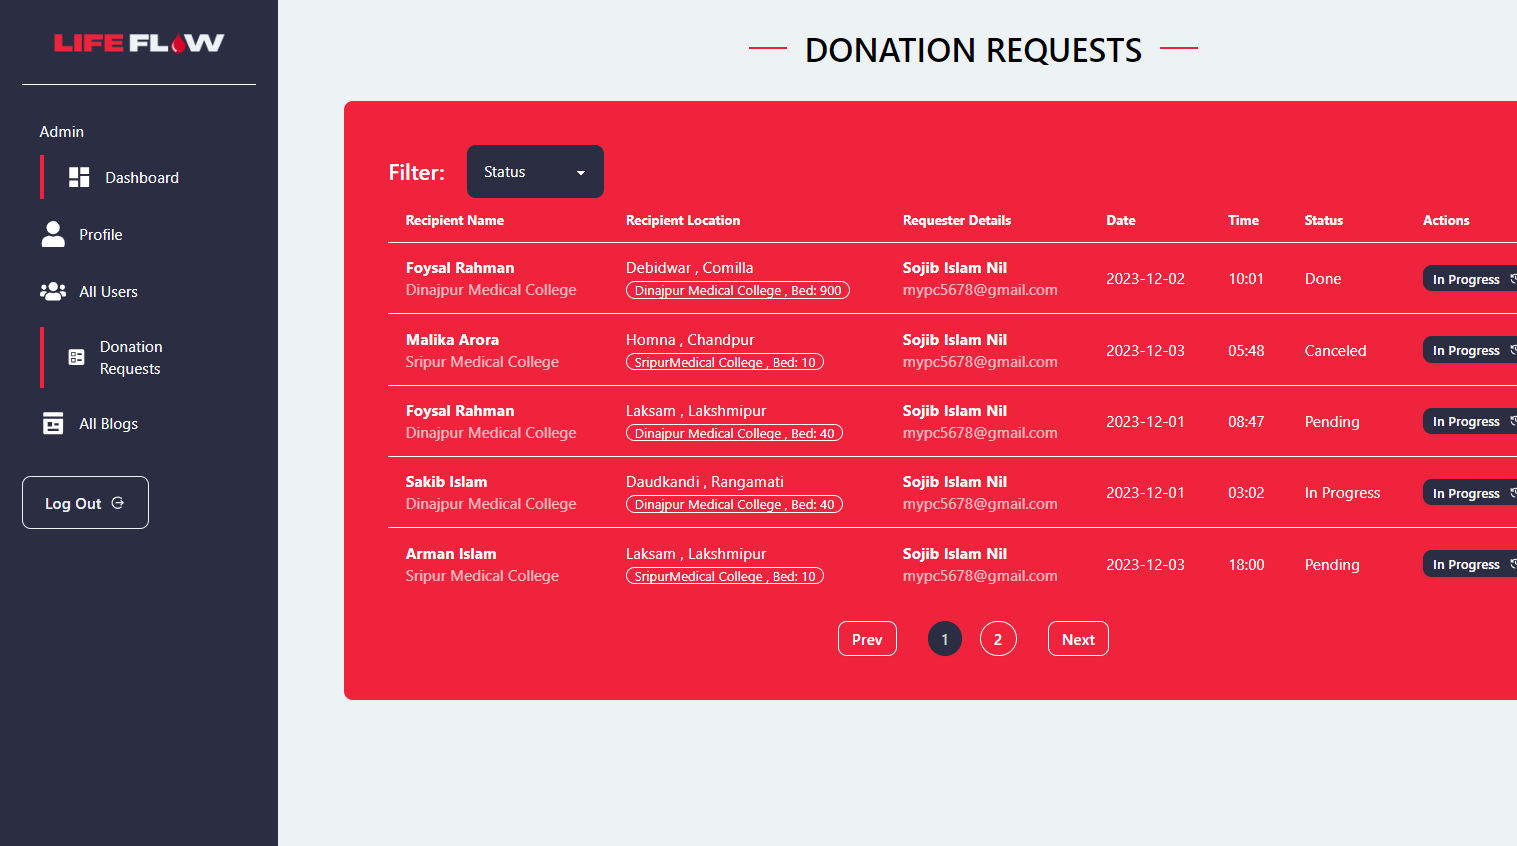 LIFE FLOW
DONATION REQUESTS
Admin
Dashboard
Profile
All Users
Donation
Requests
All Blogs
Log Out
Filter:
Status
Recipient Name Recipient Location Requester Details Date Time Status Actions
Foysal Rahman Debidwar , Comilla Sojib Islam Nil 2023-12-02 10:01 Done In Progress
Dinajpur Medical College Dinajpur Medical College , Bed: 900 mypc5678@gmail.com
Malika Arora Homna , Chandpur Sojib Islam Nil 2023-12-03 05:48 Canceled In Progress
Sripur Medical College SripurMedical College , Bed: 10 mypc5678@gmail.com
Foysal Rahman Laksam , Lakshmipur Sojib Islam Nil 2023-12-01 08:47 Pending In Progress
Dinajpur Medical College Dinajpur Medical College , Bed: 40 mypc5678@gmail.com
Sakib Islam Daudkandi , Rangamati Sojib Islam Nil 2023-12-01 03:02 In Progress In Progress
Dinajpur Medical College Dinajpur Medical College , Bed: 40 mypc5678@gmail.com
Arman Islam Laksam , Lakshmipur Sojib Islam Nil 2023-12-03 18:00 Pending In Progress
Sripur Medical College SripurMedical College , Bed: 10 mypc5678@gmail.com
Prev 1 2 Next